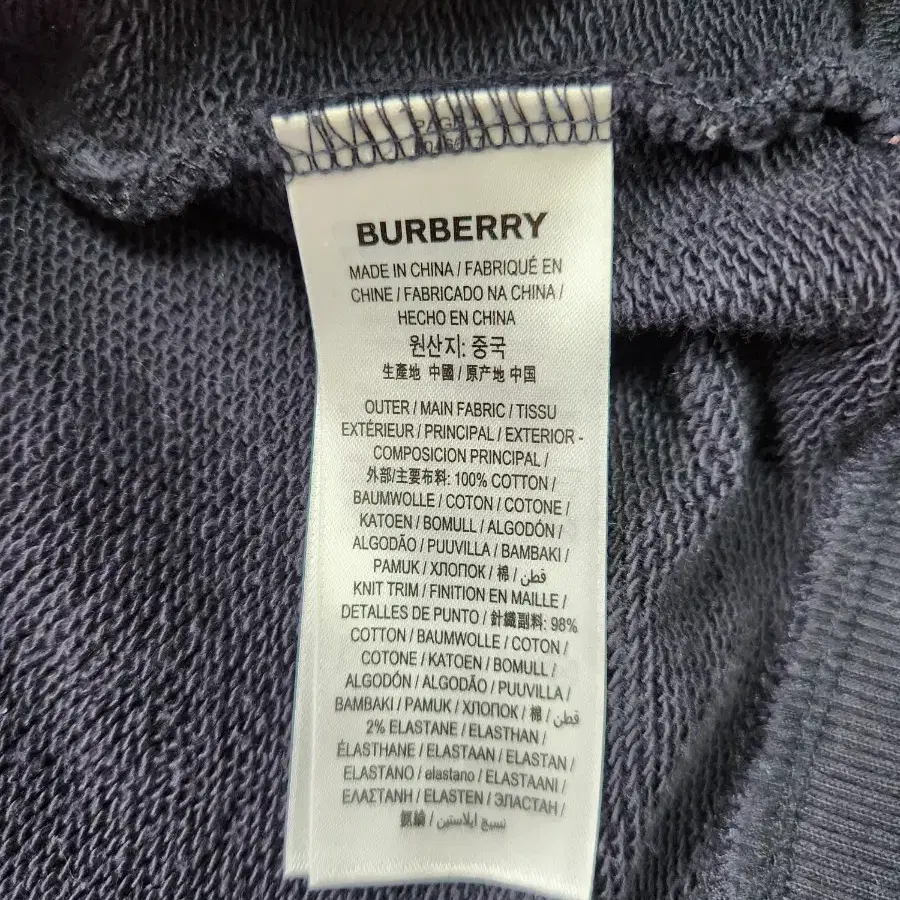 BURBERRY
MADE IN CHINA / FABRIQUÉ EN
CHINE / FABRICADO NA CHINA /
HECHO EN CHINA
원산지: 중국
生產地 中國 / 原产地 中国
OUTER / MAIN FABRIC / TISSU
EXTÉRIEUR / PRINCIPAL / EXTERIOR -
COMPOSICION PRINCIPAL /
外部/主要布料: 100% COTTON /
BAUMWOLLE / COTON / COTONE /
KATOEN / BOMULL / ALGODÓN /
ALGODÃO / PUUVILLA / BAMBAKI /
PAMUK / ХЛОПОК / 棉 / قطن /
KNIT TRIM / FINITION EN MAILLE /
DETALLES DE PUNTO / 針織副料: 98%
COTTON / BAUMWOLLE / COTON /
COTONE / KATOEN / BOMULL /
ALGODÓN / ALGODÃO / PUUVILLA /
BAMBAKI / PAMUK / ХЛОПОК / 棉 / قطن /
2% ELASTANE / ELASTHAN /
ÉLASTHANE / ELASTAAN / ELASTAN /
ELASTANO / elastano / ELASTAANI /
ΕΛΑΣΤΑΝΗ / ELASTEN / ЭЛАСТАН /
/ نسيج ايلاستين